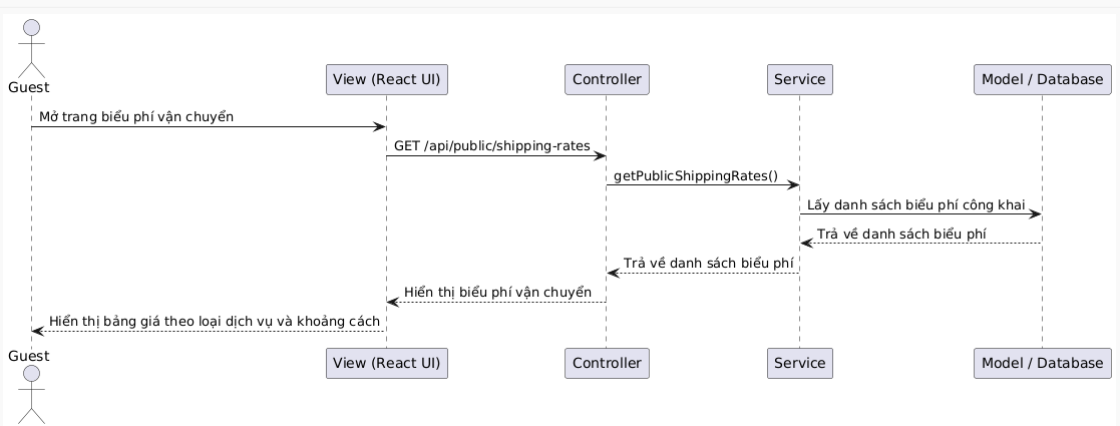 Guest
View (React UI)
Controller
Service
Model / Database
Mở trang biểu phí vận chuyển
GET /api/public/shipping-rates
getPublicShippingRates()
Lấy danh sách biểu phí công khai
Trả về danh sách biểu phí
Trả về danh sách biểu phí
Hiển thị biểu phí vận chuyển
Hiển thị bảng giá theo loại dịch vụ và khoảng cách
Guest
View (React UI)
Controller
Service
Model / Database